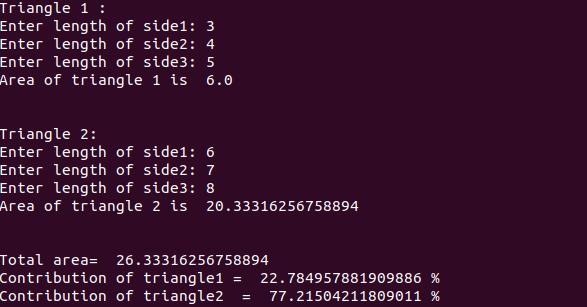 Triangle 1 :
Enter length of side1: 3
Enter length of side2: 4
Enter length of side3: 5
Area of triangle 1 is  6.0
Triangle 2:
Enter length of side1: 6
Enter length of side2: 7
Enter length of side3: 8
Area of triangle 2 is  20.33316256758894
Total area=  26.33316256758894
Contribution of triangle1 =  22.784957881909886 %
Contribution of triangle2  =  77.21504211809011 %